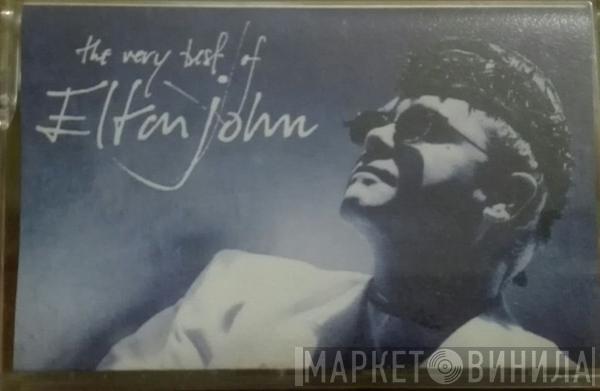 the very best of
Elton John
МАРКЕТ ВИНИЛА